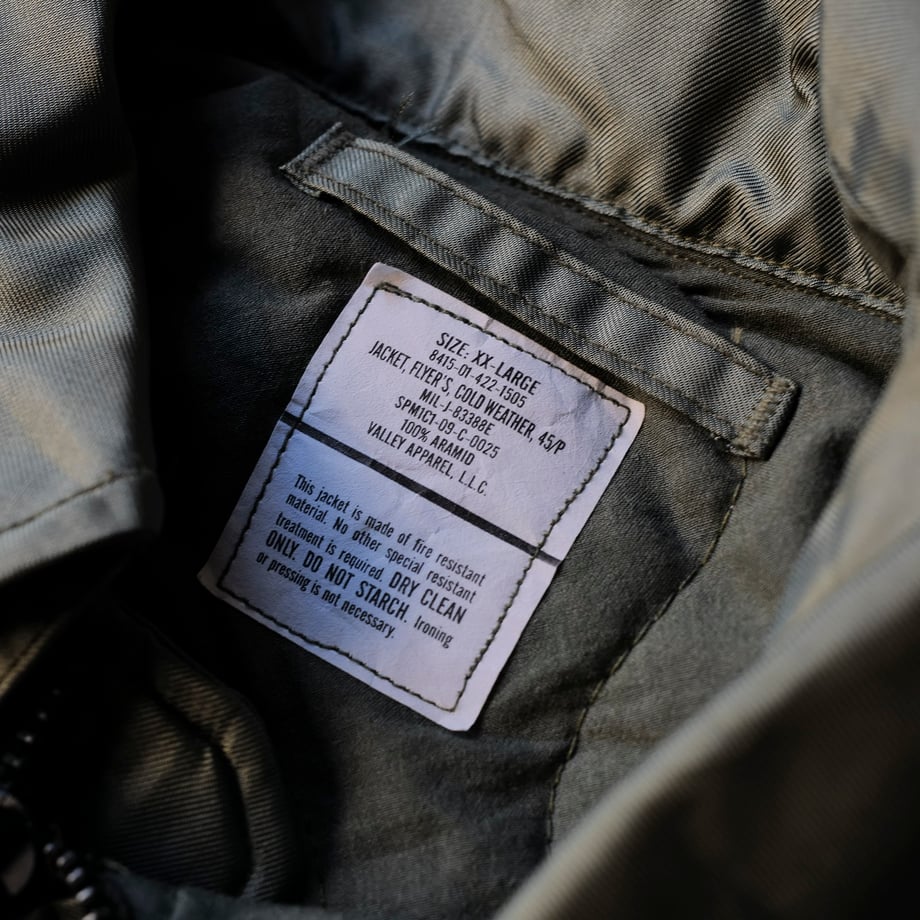 SIZE: XX-LARGE
8415-01-422-1505
JACKET, FLYER'S, COLD WEATHER, 45/P
MIL-J-83388E
SPM1C1-09-C-0025
100% ARAMID
VALLEY APPAREL, L.L.C.
This jacket is made of fire resistant
material. No other special resistant
treatment is required. DRY CLEAN
ONLY. DO NOT STARCH. Ironing
or pressing is not necessary.